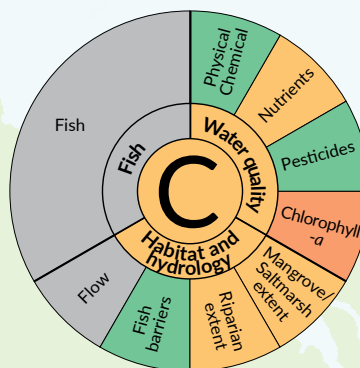 Physical
Chemical
Nutrients
Pesticides
Chlorophyll
-a
Mangrove/
Saltmarsh
extent
Riparian
extent
Fish
barriers
Flow
Fish
Fish
Water quality
Habitat and
hydrology
C